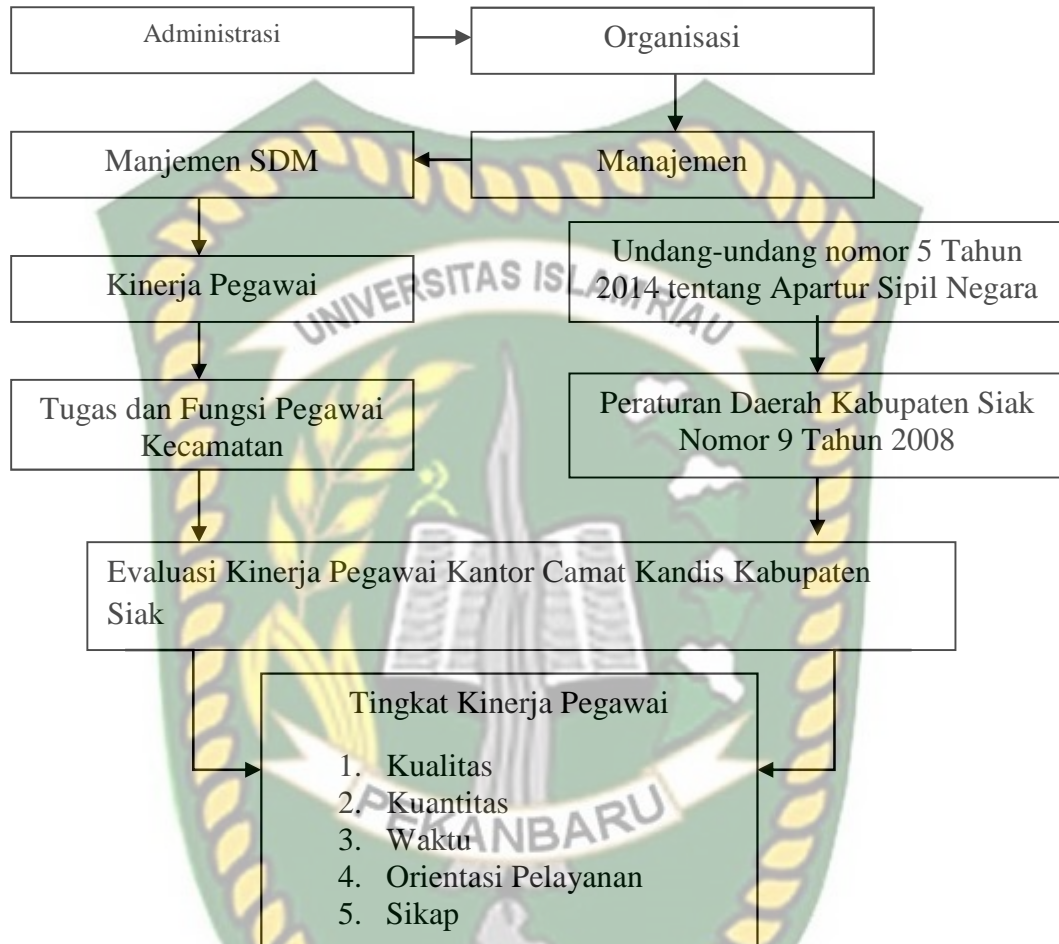 Administrasi
Organisasi
Manjemen SDM
Manajemen
Kinerja Pegawai
Undang-undang nomor 5 Tahun
2014 tentang Apartur Sipil Negara
Tugas dan Fungsi Pegawai
Kecamatan
Peraturan Daerah Kabupaten Siak
Nomor 9 Tahun 2008
Evaluasi Kinerja Pegawai Kantor Camat Kandis Kabupaten
Siak
Tingkat Kinerja Pegawai
1. Kualitas
2. Kuantitas
3. Waktu
4. Orientasi Pelayanan
5. Sikap
UNIVERSITAS ISLAM RIAU
PEKANBARU